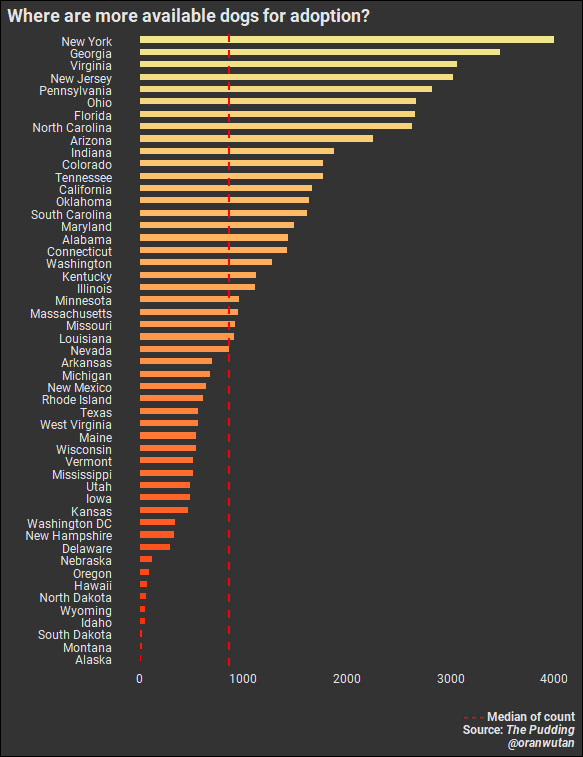 Where are more available dogs for adoption?
New York
Georgia
Virginia
New Jersey
Pennsylvania
Ohio
Florida
North Carolina
Arizona
Indiana
Colorado
Tennessee
California
Oklahoma
South Carolina
Maryland
Alabama
Connecticut
Washington
Kentucky
Illinois
Minnesota
Massachusetts
Missouri
Louisiana
Nevada
Arkansas
Michigan
New Mexico
Rhode Island
Texas
West Virginia
Maine
Wisconsin
Vermont
Mississippi
Utah
Iowa
Kansas
Washington DC
New Hampshire
Delaware
Nebraska
Oregon
Hawaii
North Dakota
Wyoming
Idaho
South Dakota
Montana
Alaska
0 1000 2000 3000 4000
Median of count
Source: The Pudding
@oranwutan